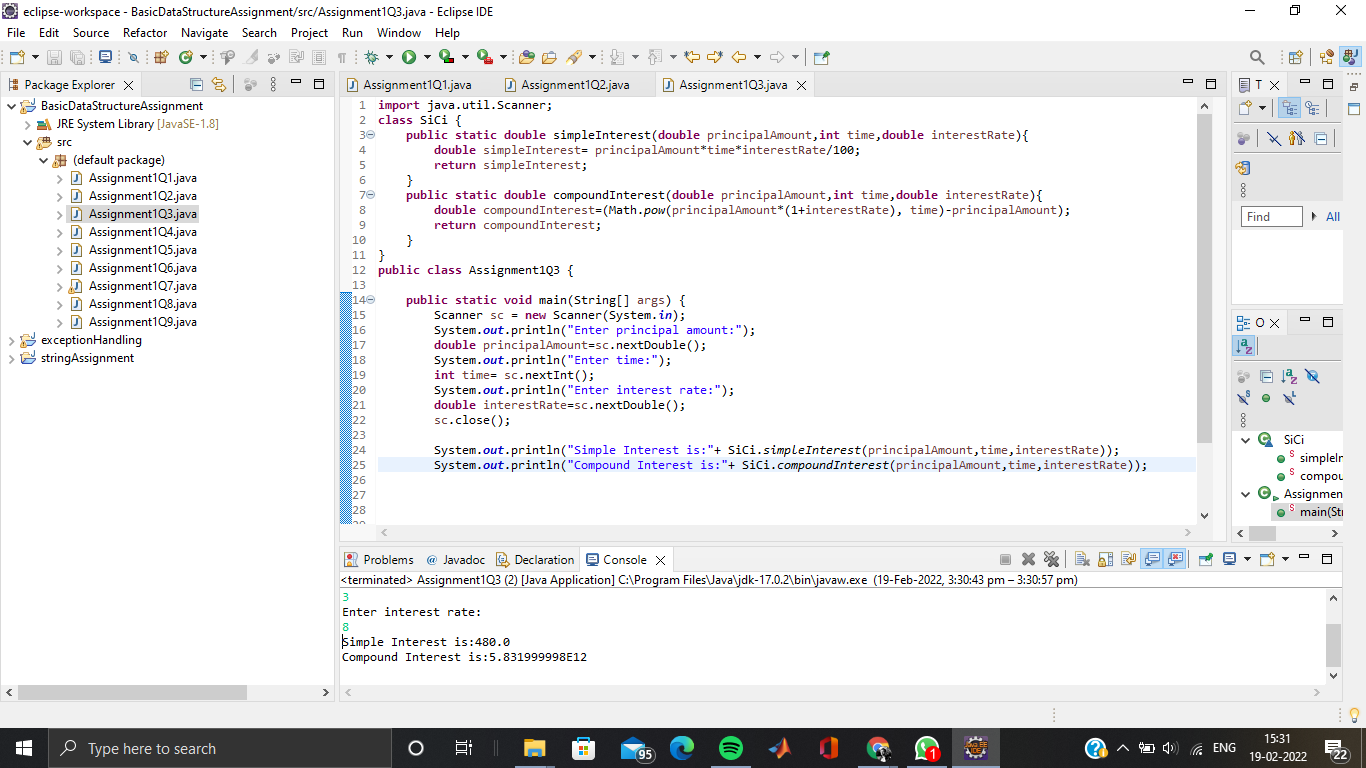 eclipse-workspace - BasicDataStructureAssignment/src/Assignment1Q3.java - Eclipse IDE
File Edit Source Refactor Navigate Search Project Run Window Help
Package Explorer
BasicDataStructureAssignment
JRE System Library [JavaSE-1.8]
src
(default package)
Assignment1Q1.java
Assignment1Q2.java
Assignment1Q3.java
Assignment1Q4.java
Assignment1Q5.java
Assignment1Q6.java
Assignment1Q7.java
Assignment1Q8.java
Assignment1Q9.java
exceptionHandling
stringAssignment
Assignment1Q1.java Assignment1Q2.java Assignment1Q3.java
1 import java.util.Scanner;
2 class SiCi {
3 public static double simpleInterest(double principalAmount,int time,double interestRate){
4 double simpleInterest= principalAmount*time*interestRate/100;
5 return simpleInterest;
6 }
7 public static double compoundInterest(double principalAmount,int time,double interestRate){
8 double compoundInterest=(Math.pow(principalAmount*(1+interestRate), time)-principalAmount);
9 return compoundInterest;
10 }
11 }
12 public class Assignment1Q3 {
13
14 public static void main(String[] args) {
15 Scanner sc = new Scanner(System.in);
16 System.out.println("Enter principal amount:");
17 double principalAmount=sc.nextDouble();
18 System.out.println("Enter time:");
19 int time= sc.nextInt();
20 System.out.println("Enter interest rate:");
21 double interestRate=sc.nextDouble();
22 sc.close();
23
24 System.out.println("Simple Interest is:"+ SiCi.simpleInterest(principalAmount,time,interestRate));
25 System.out.println("Compound Interest is:"+ SiCi.compoundInterest(principalAmount,time,interestRate));
26
27
28
T
Find All
O
SiCi
simpleIn
compou
Assignmen
main(Stri
Problems Javadoc Declaration Console
<terminated> Assignment1Q3 (2) [Java Application] C:\Program Files\Java\jdk-17.0.2\bin\javaw.exe (19-Feb-2022, 3:30:43 pm – 3:30:57 pm)
3
Enter interest rate:
8
Simple Interest is:480.0
Compound Interest is:5.831999998E12
Type here to search
95
1
ENG
15:31
19-02-2022
22